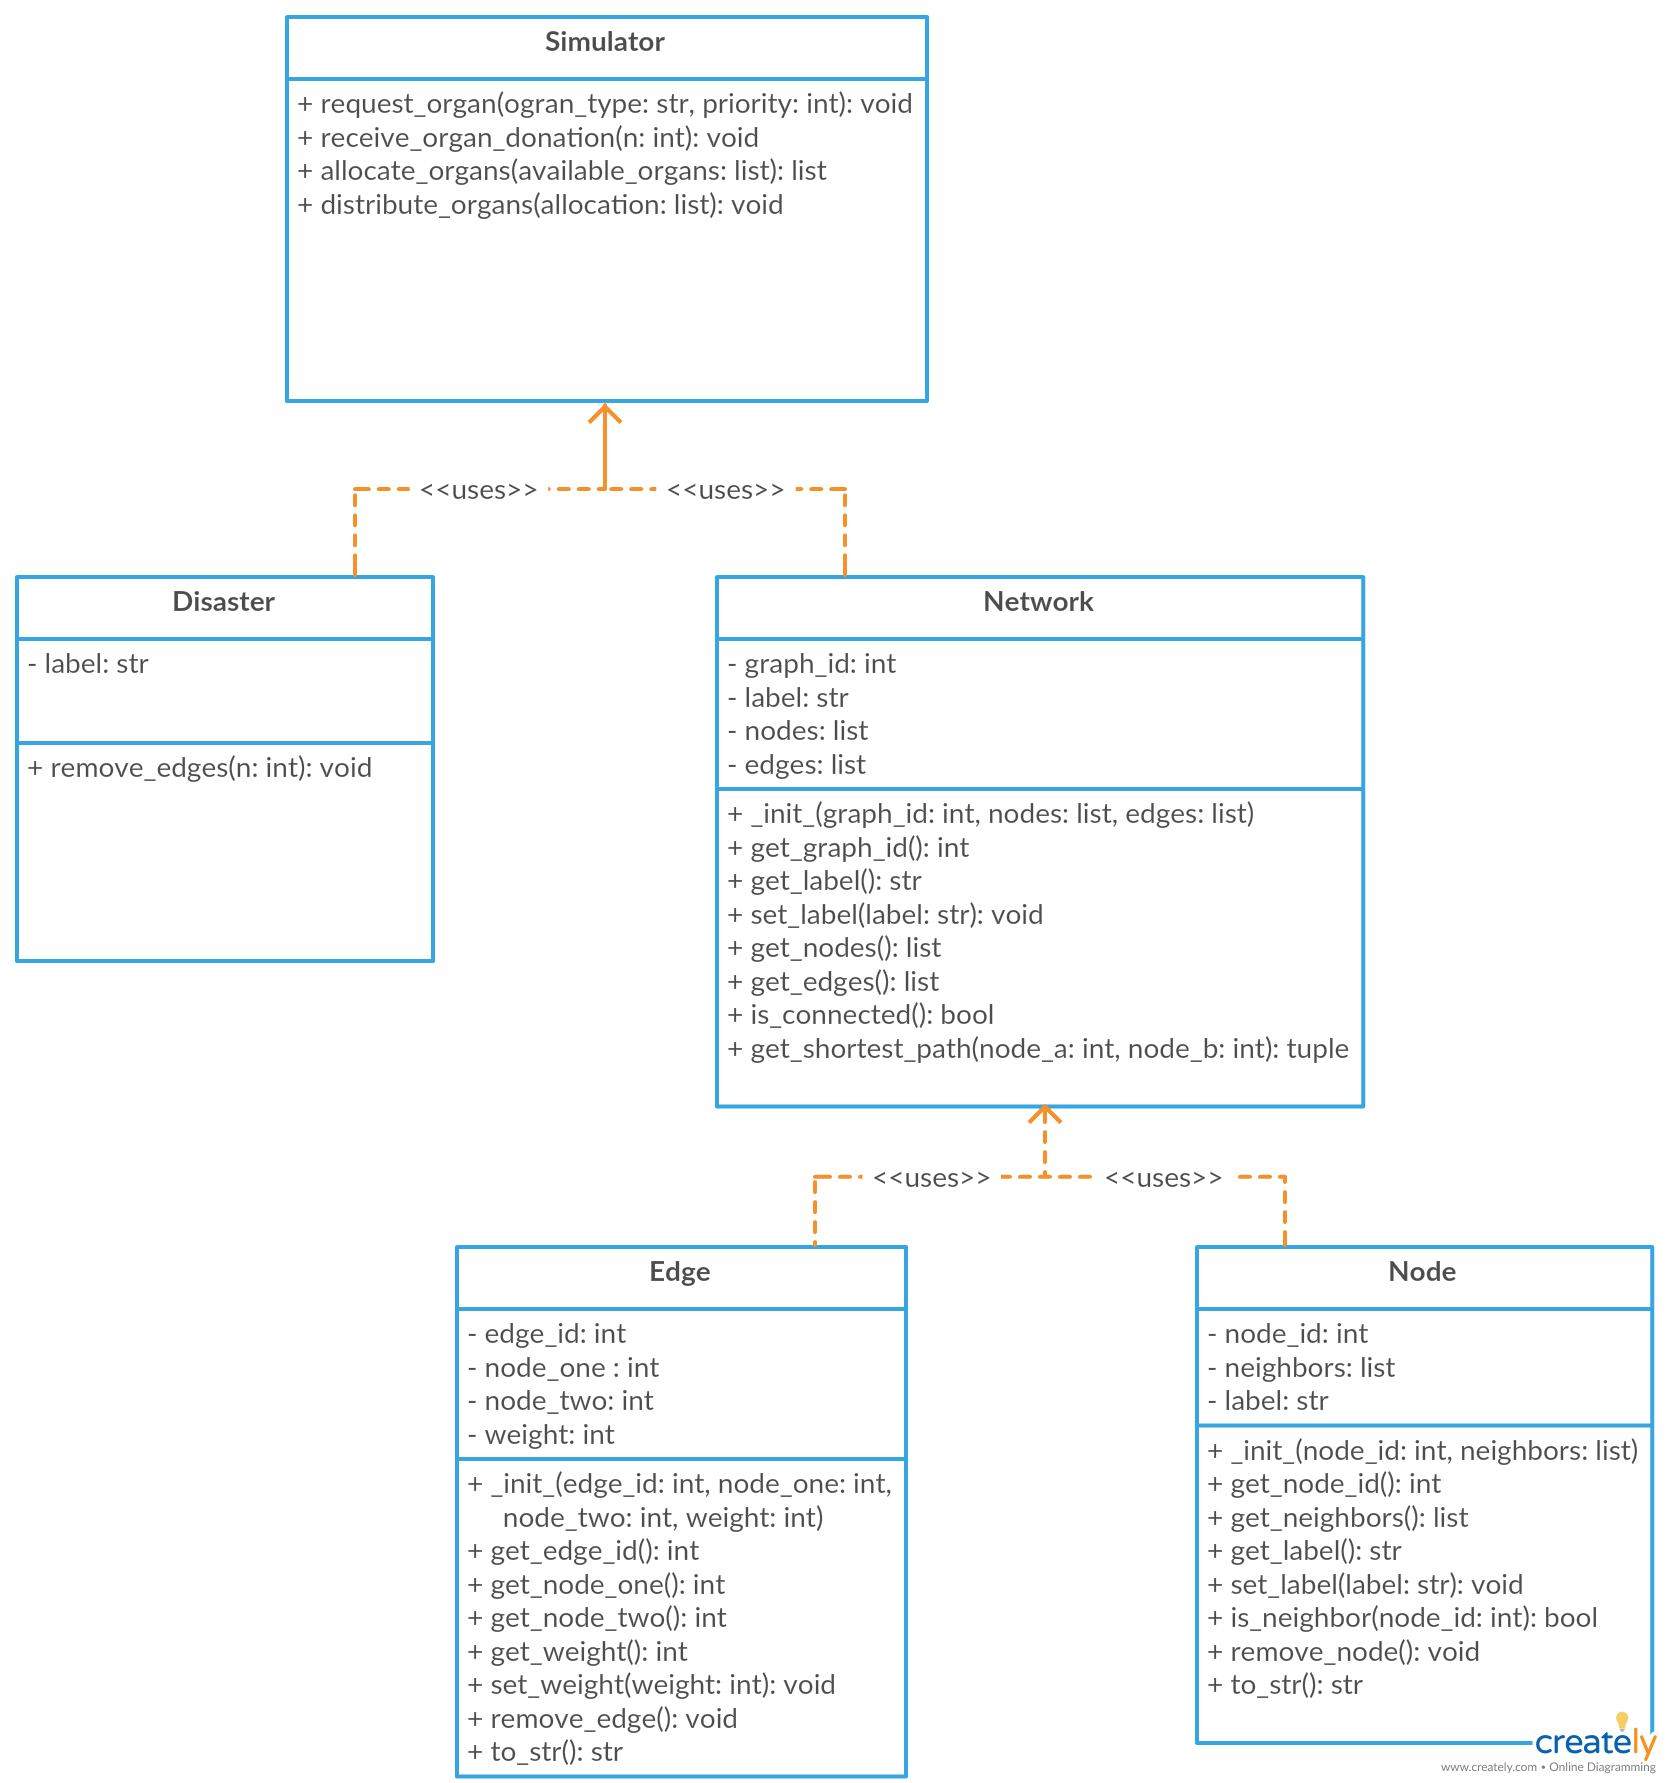 Simulator
+ request_organ(ogran_type: str, priority: int): void
+ receive_organ_donation(n: int): void
+ allocate_organs(available_organs: list): list
+ distribute_organs(allocation: list): void
<<uses>>
<<uses>>
Disaster
- label: str
+ remove_edges(n: int): void
Network
- graph_id: int
- label: str
- nodes: list
- edges: list
+ _init_(graph_id: int, nodes: list, edges: list)
+ get_graph_id(): int
+ get_label(): str
+ set_label(label: str): void
+ get_nodes(): list
+ get_edges(): list
+ is_connected(): bool
+ get_shortest_path(node_a: int, node_b: int): tuple
<<uses>>
<<uses>>
Edge
- edge_id: int
- node_one : int
- node_two: int
- weight: int
+ _init_(edge_id: int, node_one: int,
node_two: int, weight: int)
+ get_edge_id(): int
+ get_node_one(): int
+ get_node_two(): int
+ get_weight(): int
+ set_weight(weight: int): void
+ remove_edge(): void
+ to_str(): str
Node
- node_id: int
- neighbors: list
- label: str
+ _init_(node_id: int, neighbors: list)
+ get_node_id(): int
+ get_neighbors(): list
+ get_label(): str
+ set_label(label: str): void
+ is_neighbor(node_id: int): bool
+ remove_node(): void
+ to_str(): str
creately
www.creately.com • Online Diagramming